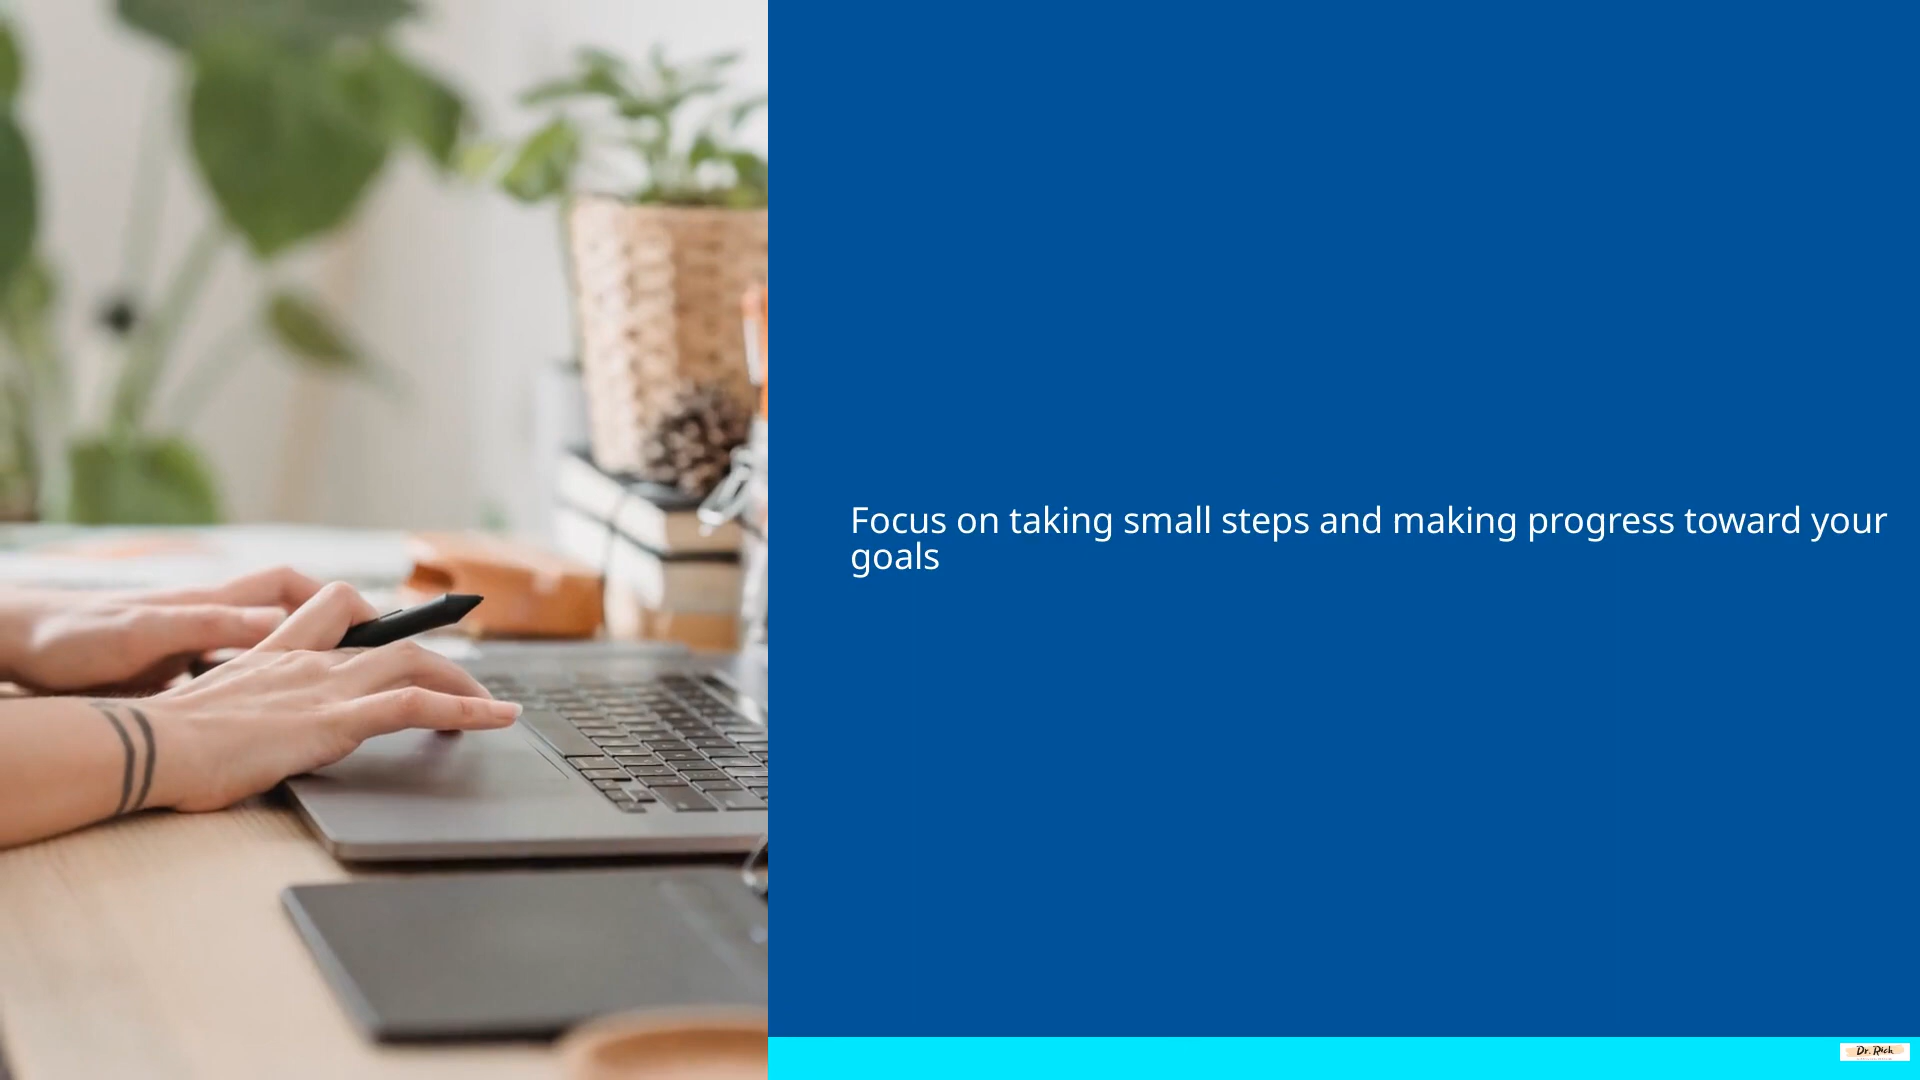 Focus on taking small steps and making progress toward your
goals
Dr. Rich